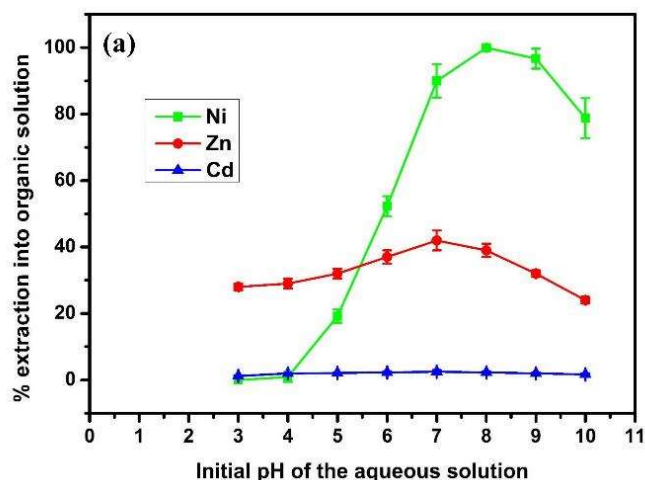 (a)
Ni
Zn
Cd
% extraction into organic solution
100
80
60
40
20
0
0 1 2 3 4 5 6 7 8 9 10 11
Initial pH of the aqueous solution